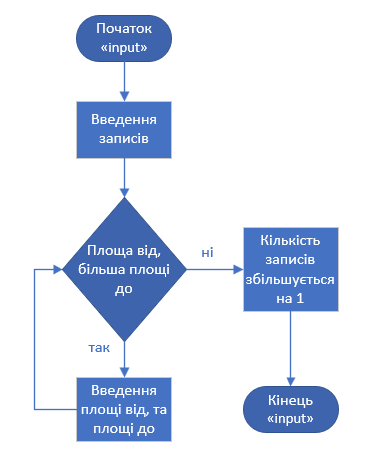 Початок
«input»
Введення
записів
Площа від,
більша площі
до
ні
Кількість
записів
збільшується
на 1
так
Введення
площі від, та
площі до
Кінець
«input»